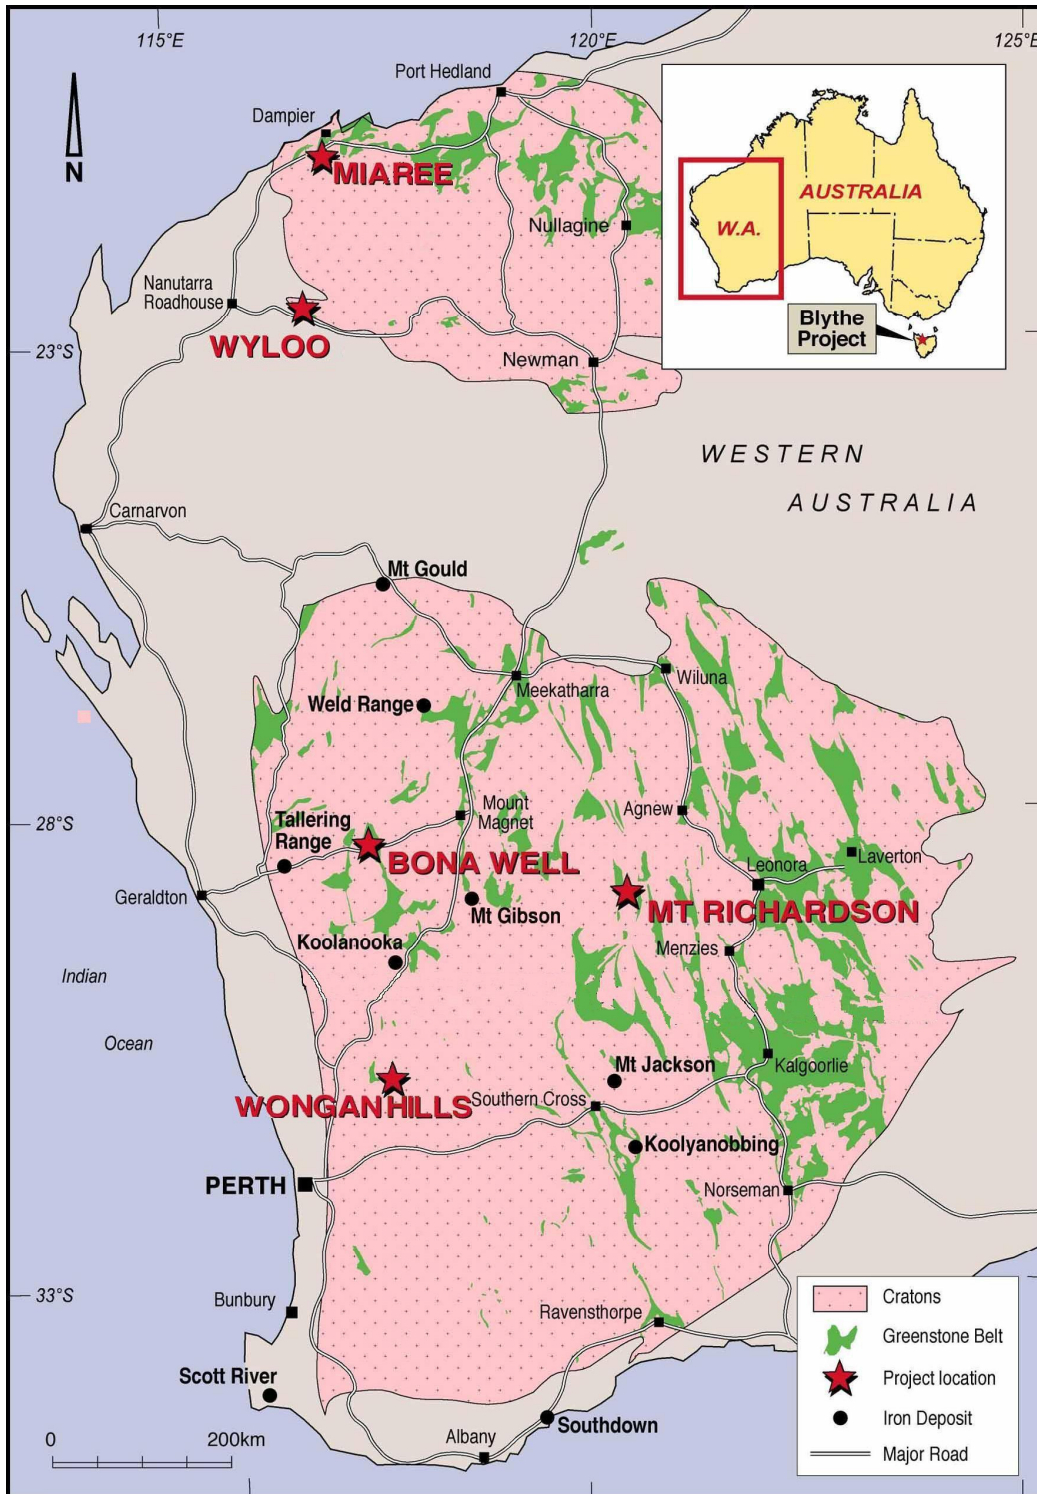 115°E
120°E
125°E
Port Hedland
Dampier
N
MIAREE
Nullagine
AUSTRALIA
W.A.
Blythe
Project
Nanutarra
Roadhouse
WYLOO
23°S
Newman
WESTERN
AUSTRALIA
Carnarvon
Mt Gould
Wiluna
Meekatharra
Weld Range
Mount
Magnet
Agnew
28°S
Tallering
Range
BONA WELL
Leonora
Laverton
Geraldton
Mt Gibson
MT RICHARDSON
Koolanooka
Menzies
Indian
Ocean
Mt Jackson
Kalgoorlie
WONGAN HILLS
Southern Cross
Koolyanobbing
PERTH
Norseman
33°S
Bunbury
Ravensthorpe
Scott River
Southdown
Albany
0
200km
Cratons
Greenstone Belt
Project location
Iron Deposit
Major Road